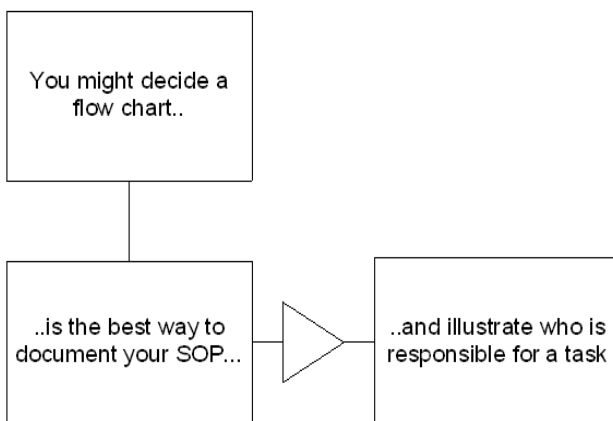 You might decide a
flow chart..
..is the best way to
document your SOP...
..and illustrate who is
responsible for a task